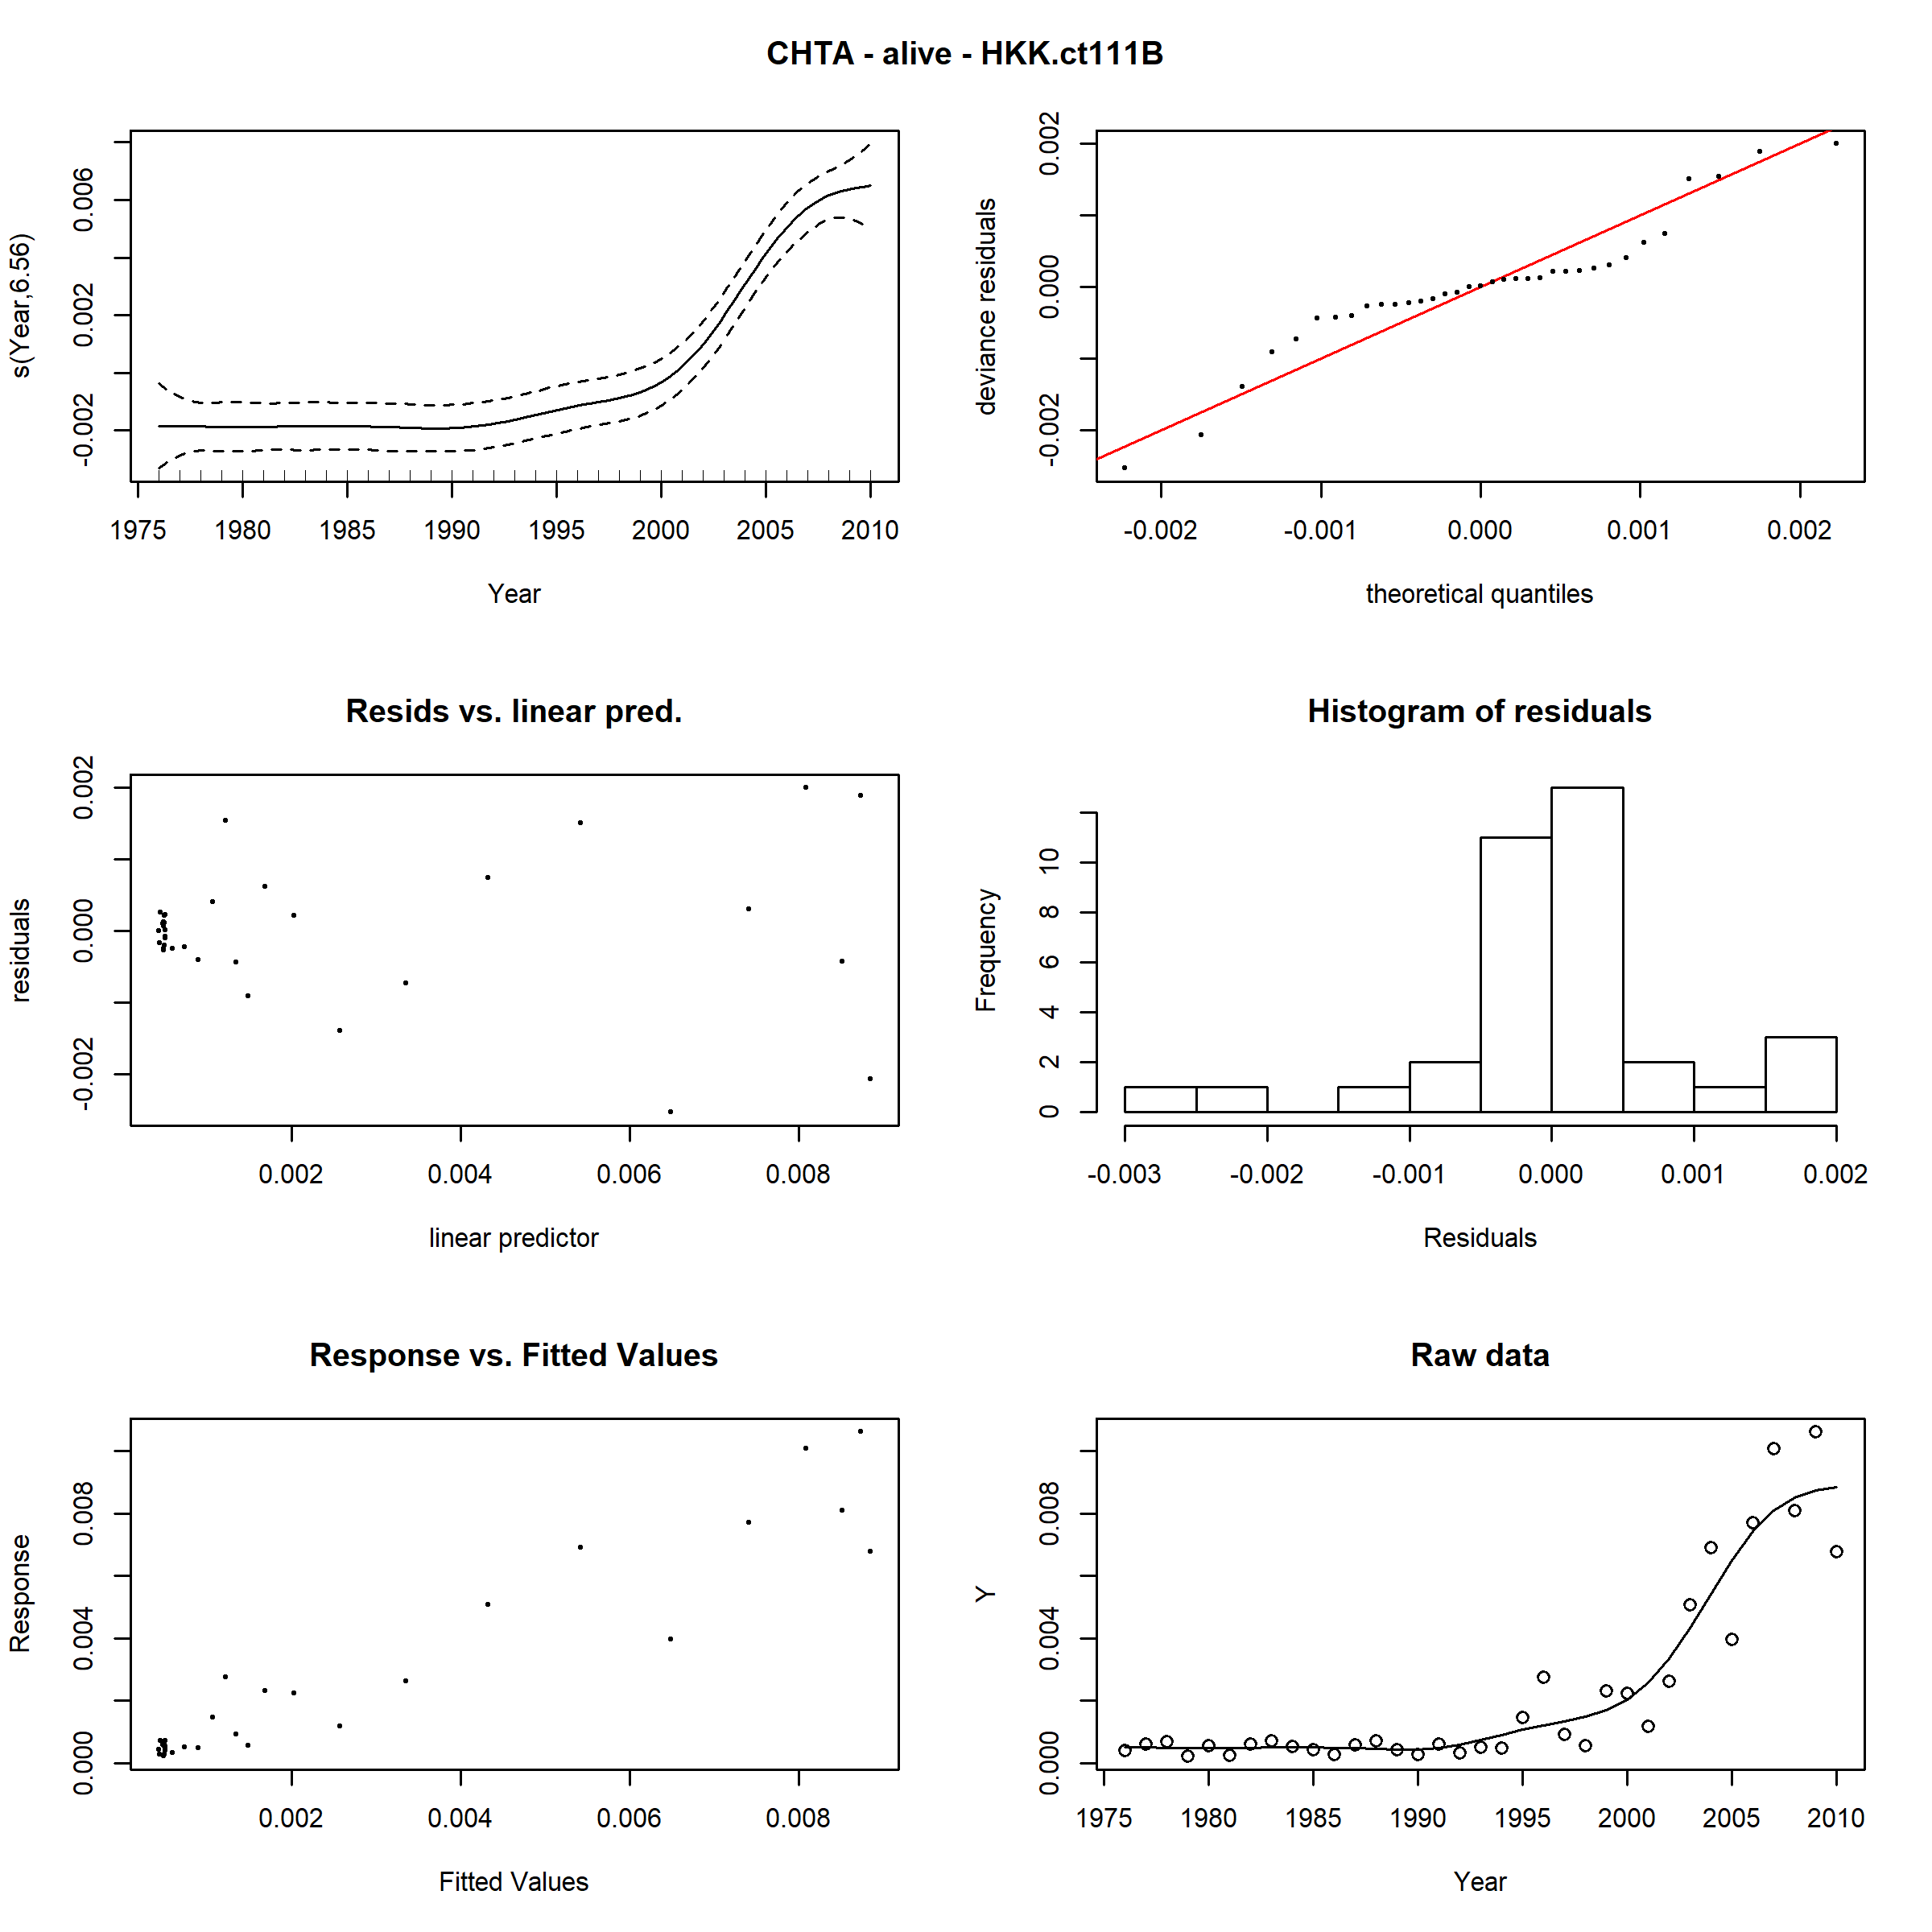 CHTA - alive - HKK.ct111B
s(Year,6.56)
-0.002 0.002 0.006
1975 1980 1985 1990 1995 2000 2005 2010
Year
deviance residuals
-0.002 0.000 0.002
-0.002 -0.001 0.000 0.001 0.002
theoretical quantiles
Resids vs. linear pred.
residuals
-0.002 0.000 0.002
0.002 0.004 0.006 0.008
linear predictor
Histogram of residuals
Frequency
0 2 4 6 8 10
-0.003 -0.002 -0.001 0.000 0.001 0.002
Residuals
Response vs. Fitted Values
Response
0.000 0.004 0.008
0.002 0.004 0.006 0.008
Fitted Values
Raw data
Y
0.000 0.004 0.008
1975 1980 1985 1990 1995 2000 2005 2010
Year